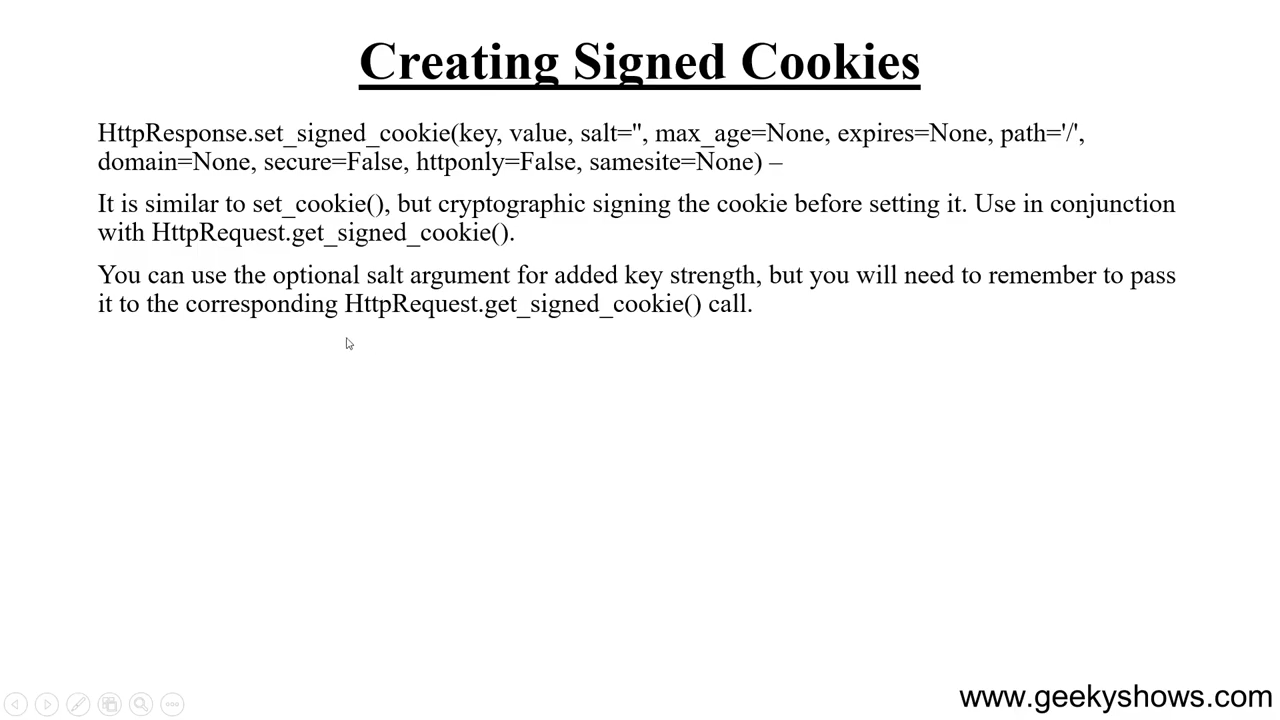 Creating Signed Cookies
HttpResponse.set_signed_cookie(key, value, salt='', max_age=None, expires=None, path='/',
domain=None, secure=False, httponly=False, samesite=None) –
It is similar to set_cookie(), but cryptographic signing the cookie before setting it. Use in conjunction
with HttpRequest.get_signed_cookie().
You can use the optional salt argument for added key strength, but you will need to remember to pass
it to the corresponding HttpRequest.get_signed_cookie() call.
www.geekyshows.com